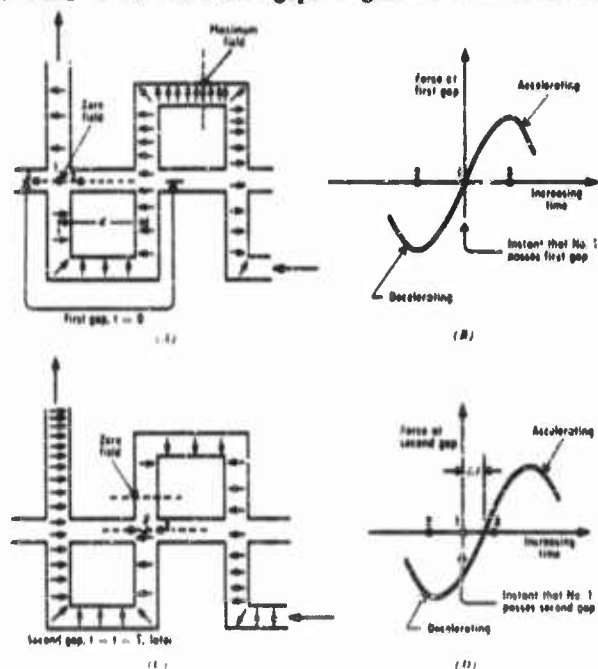 Maximum
field
Zero
field
d
First gap, t = 0
(A)
Force at
first gap
Accelerating
Increasing
time
Instant that No. 1
passes first gap
Decelerating
(B)
Zero
field
Second gap, t = t
later
(C)
Force at
second gap
Accelerating
Increasing
time
Instant that No. 1
passes second gap
Decelerating
(D)